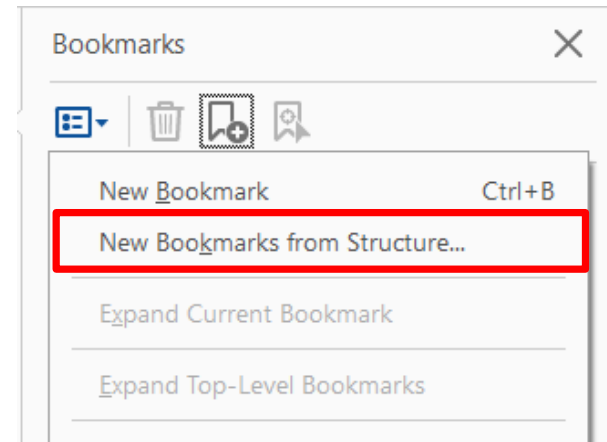 Bookmarks
New Bookmark Ctrl+B
New Bookmarks from Structure...
Expand Current Bookmark
Expand Top-Level Bookmarks